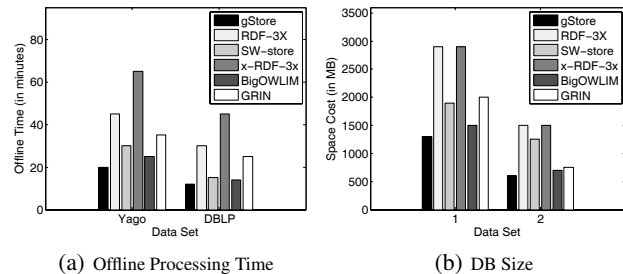 gStore
RDF−3X
SW−store
x−RDF−3x
BigOWLIM
GRIN
80
60
40
20
0
Offline Time (in minutes)
Yago
DBLP
Data Set
(a) Offline Processing Time
gStore
RDF−3X
SW−store
x−RDF−3x
BigOWLIM
GRIN
3500
3000
2500
2000
1500
1000
500
0
Space Cost (in MB)
1
2
Data Set
(b) DB Size